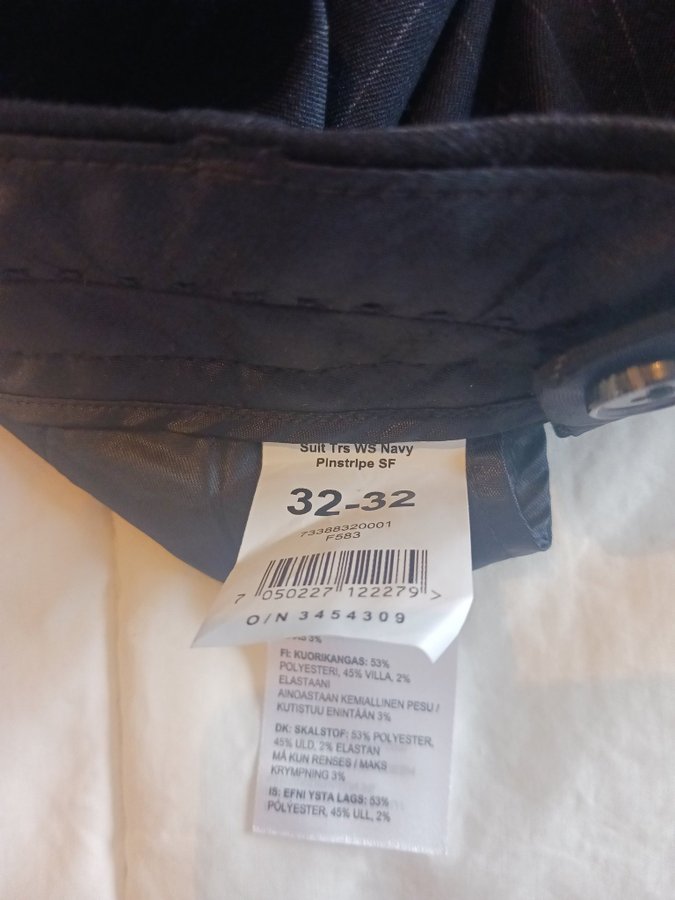 Suit Trs WS Navy
Pinstripe SF
32-32
73388320001
F583
7 050227 122279 >
O/N 3454309
3%
FI: KUORIKANGAS: 53%
POLYESTERI, 45% VILLA, 2%
ELASTAANI
AINOASTAAN KEMIALLINEN PESU /
KUTISTUU ENINTÄÄN 3%
DK: SKALSTOF: 53% POLYESTER,
45% ULD, 2% ELASTAN
MÅ KUN RENSES / MAKS
KRYMPNING 3%
IS: EFNI YSTA LAGS: 53%
PÓLYESTER, 45% ULL, 2%